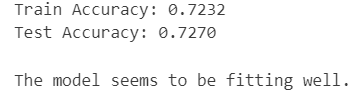 Train Accuracy: 0.7232
Test Accuracy: 0.7270
The model seems to be fitting well.